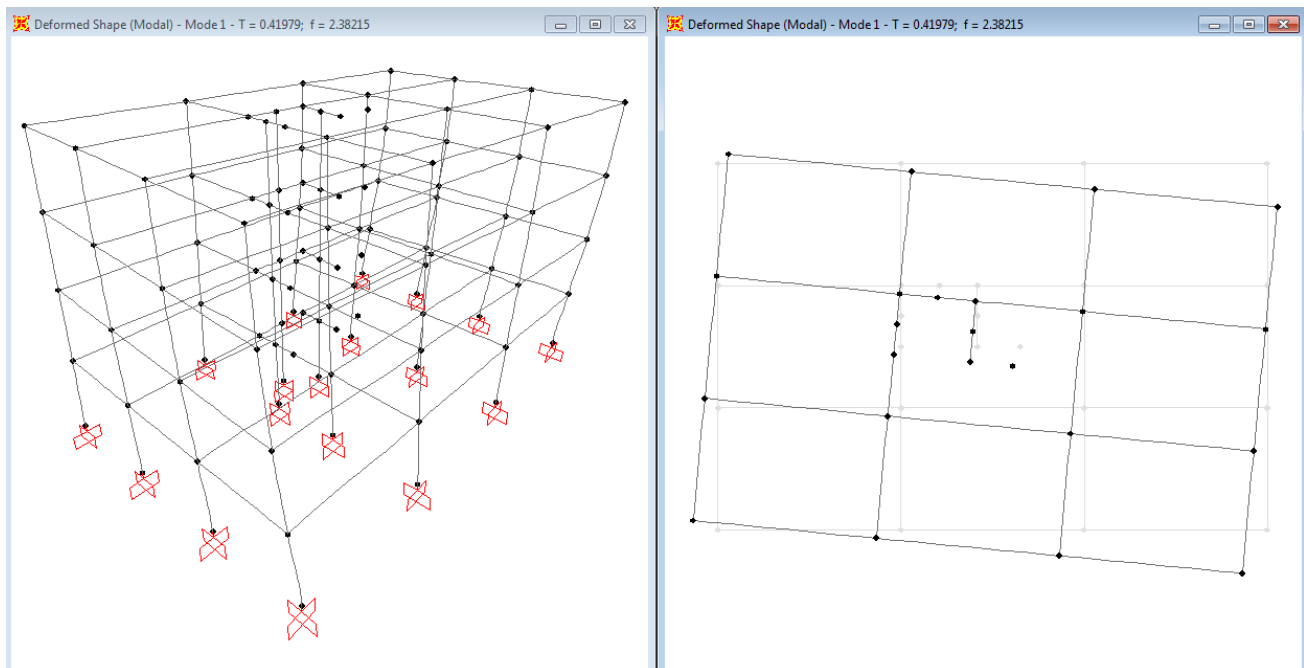 Deformed Shape (Modal) - Mode 1 - T = 0.41979; f = 2.38215
Deformed Shape (Modal) - Mode 1 - T = 0.41979; f = 2.38215